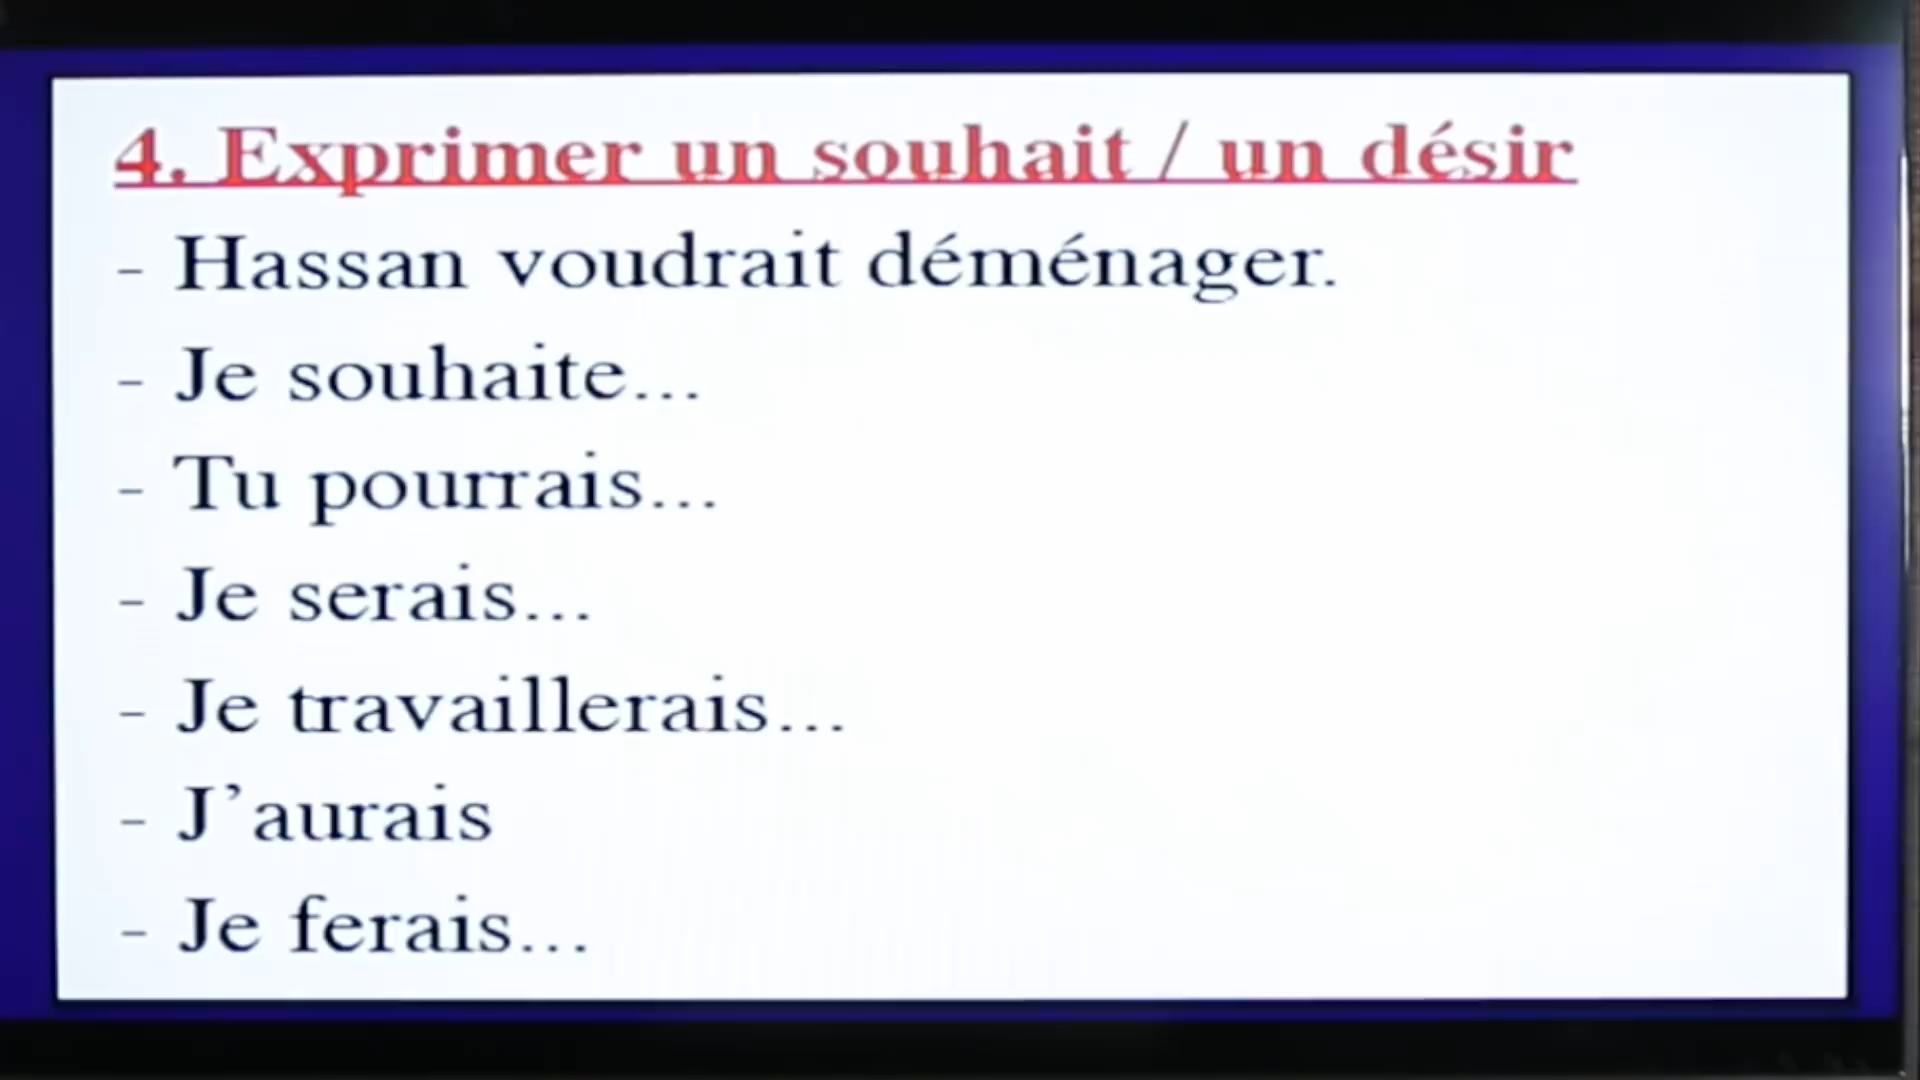 4. Exprimer un souhait / un désir
- Hassan voudrait déménager.
- Je souhaite...
- Tu pourrais...
- Je serais...
- Je travaillerais...
- J’aurais
- Je ferais...